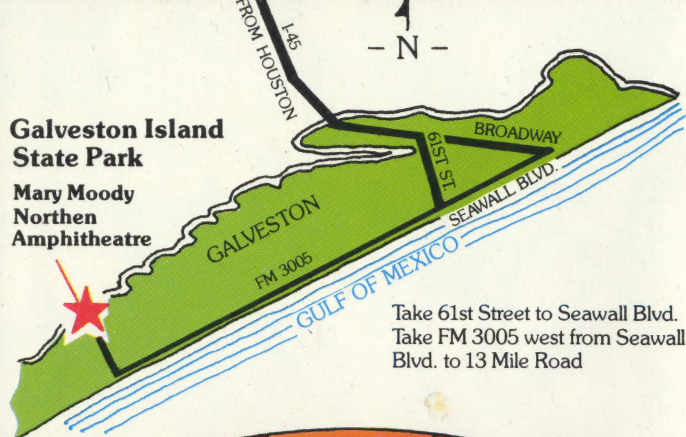 I-45
FROM HOUSTON
– N –
Galveston Island
State Park
Mary Moody
Northen
Amphitheatre
BROADWAY
61ST ST.
SEAWALL BLVD.
GALVESTON
FM 3005
GULF OF MEXICO
Take 61st Street to Seawall Blvd.
Take FM 3005 west from Seawall
Blvd. to 13 Mile Road